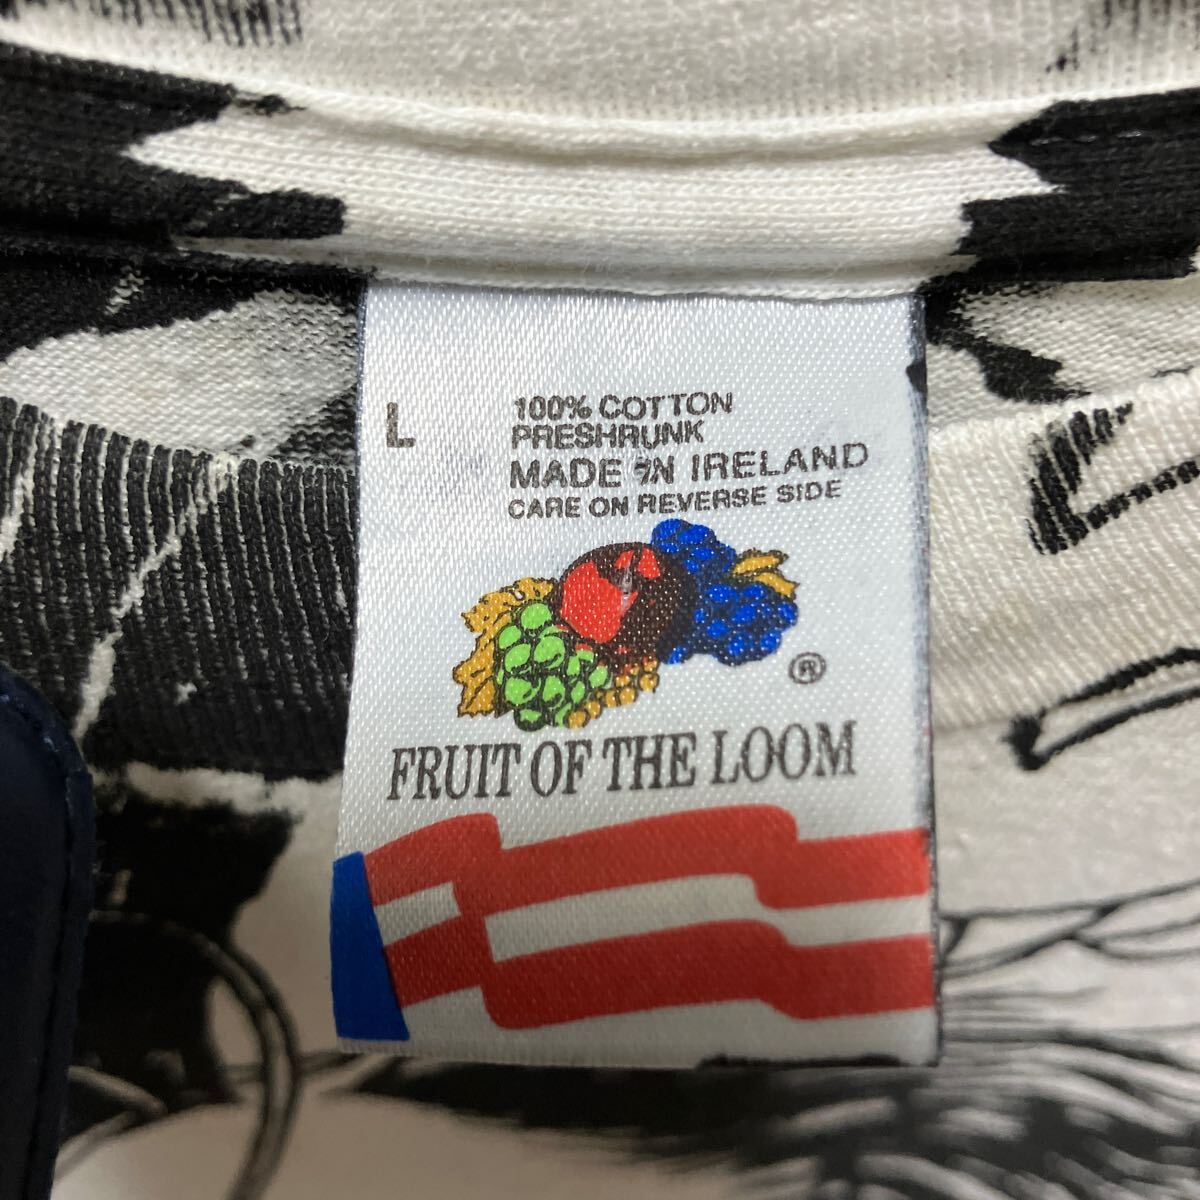 L
100% COTTON
PRESHRUNK
MADE IN IRELAND
CARE ON REVERSE SIDE
®
FRUIT OF THE LOOM